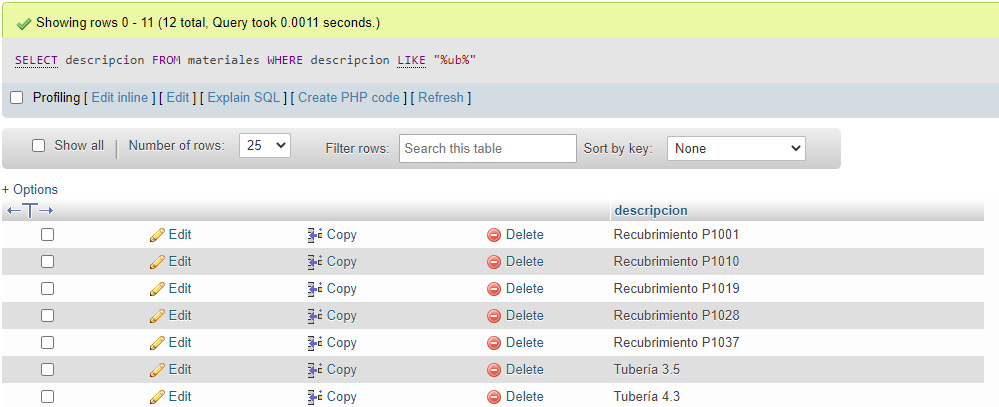 Showing rows 0 - 11 (12 total, Query took 0.0011 seconds.)
SELECT descripcion FROM materiales WHERE descripcion LIKE "%ub%"
Profiling [ Edit inline ] [ Edit ] [ Explain SQL ] [ Create PHP code ] [ Refresh ]
Show all Number of rows: 25 Filter rows: Search this table Sort by key: None
+ Options
descripcion
Edit Copy Delete Recubrimiento P1001
Edit Copy Delete Recubrimiento P1010
Edit Copy Delete Recubrimiento P1019
Edit Copy Delete Recubrimiento P1028
Edit Copy Delete Recubrimiento P1037
Edit Copy Delete Tubería 3.5
Edit Copy Delete Tubería 4.3